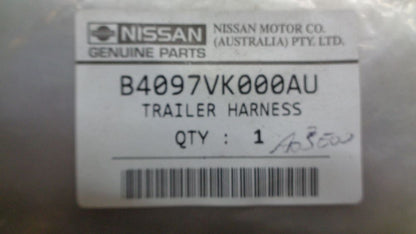 NISSAN
GENUINE PARTS
NISSAN MOTOR CO.
(AUSTRALIA) PTY. LTD.
B4097VK000AU
TRAILER HARNESS
QTY : 1